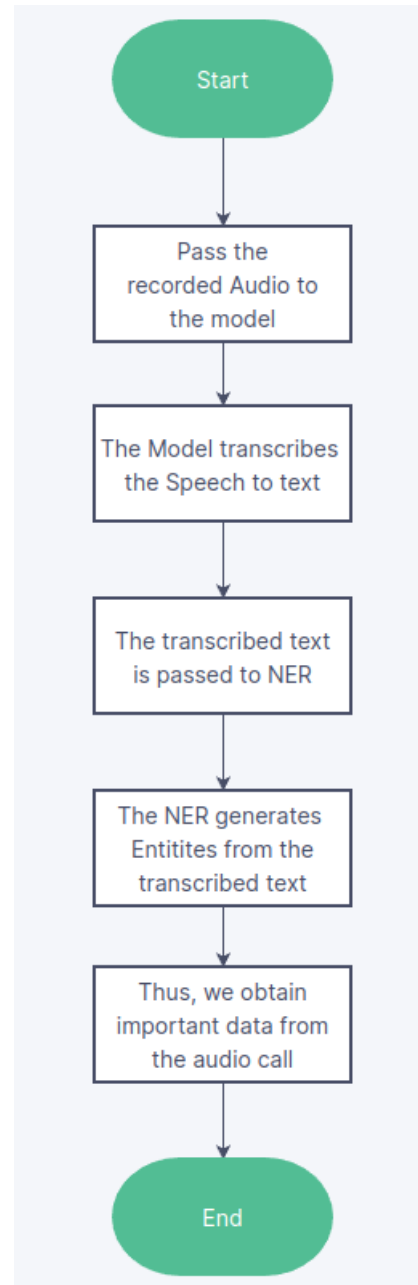 Start
Pass the
recorded Audio to
the model
The Model transcribes
the Speech to text
The transcribed text
is passed to NER
The NER generates
Entitites from the
transcribed text
Thus, we obtain
important data from
the audio call
End